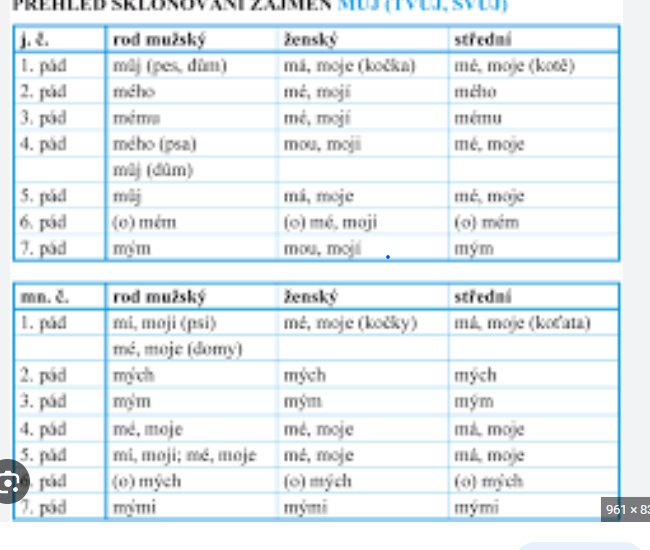 PŘEHLED SKLOŇOVÁNÍ ZÁJMEN MŮJ (TVŮJ, SVŮJ)
j. č. rod mužský ženský střední
1. pád můj (pes, dům) má, moje (kočka) mé, moje (kotě)
2. pád mého mé, mojí mého
3. pád mému mé, mojí mému
4. pád mého (psa) mou, moji mé, moje
můj (dům)
5. pád můj má, moje mé, moje
6. pád (o) mém (o) mé, mojí (o) mém
7. pád mým mou, mojí mým
mn. č. rod mužský ženský střední
1. pád mí, moji (psi) mé, moje (kočky) má, moje (koťata)
mé, moje (domy)
2. pád mých mých mých
3. pád mým mým mým
4. pád mé, moje mé, moje má, moje
5. pád mí, moji; mé, moje mé, moje má, moje
pád (o) mých (o) mých (o) mých
7. pád mými mými mými
961 × 83